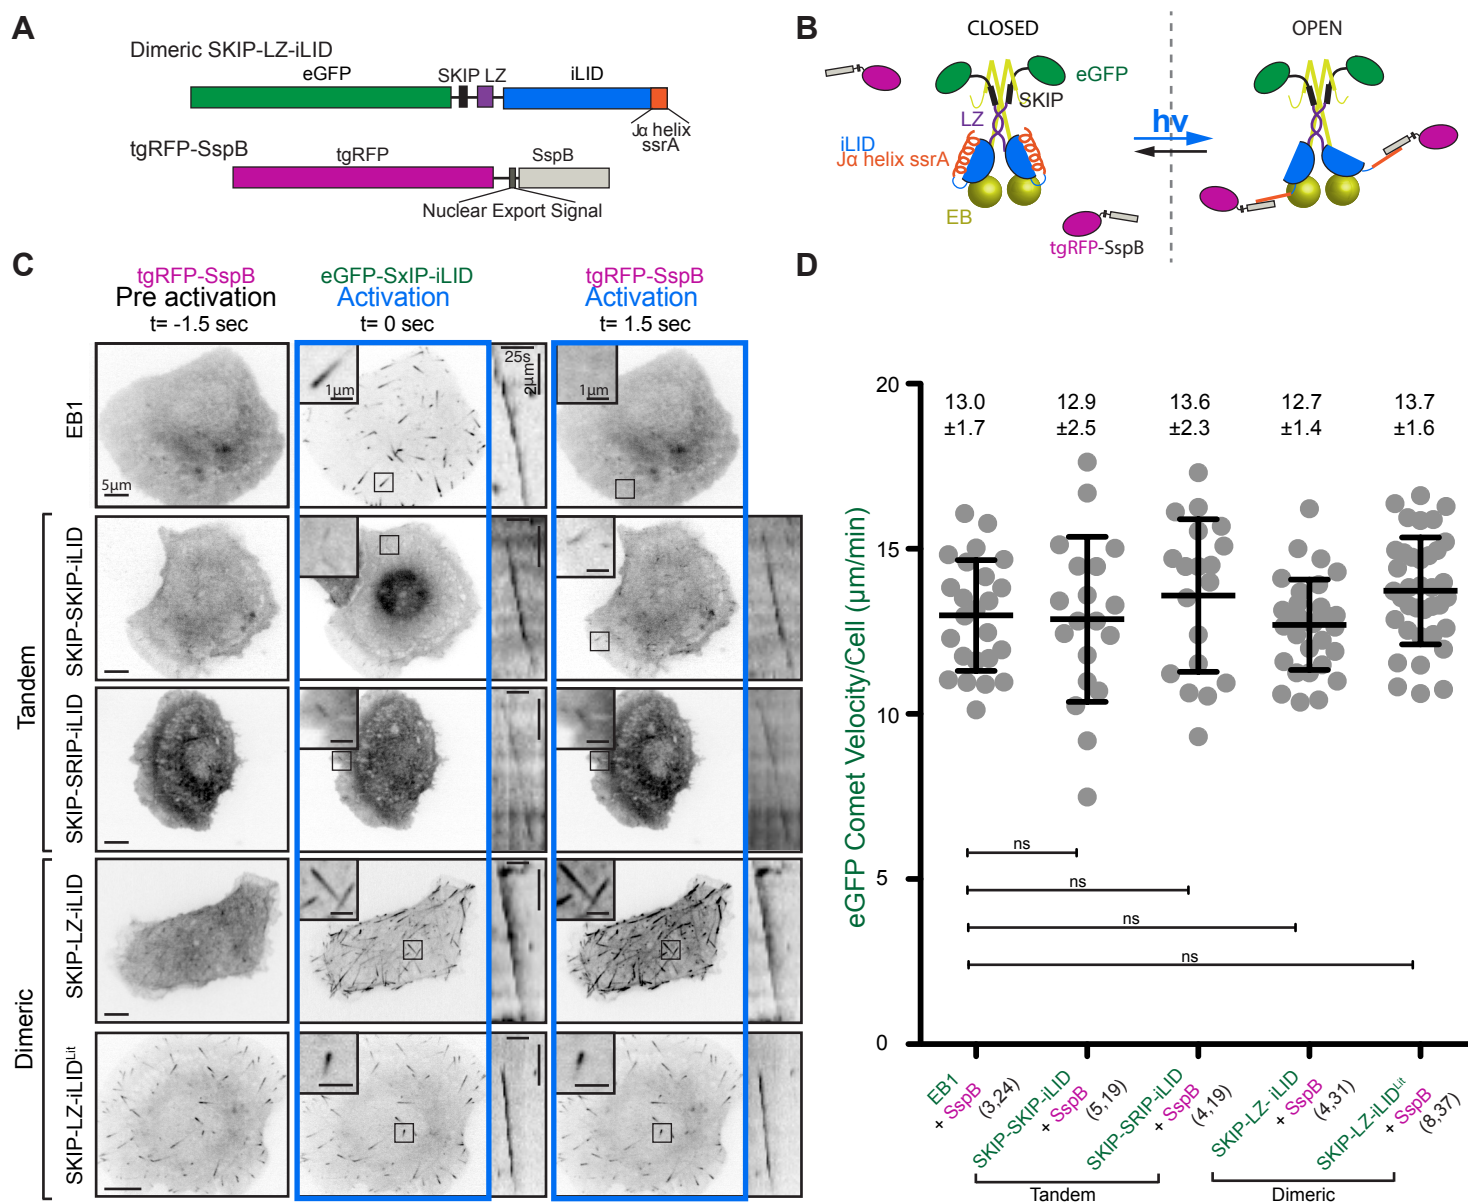 A
Dimeric SKIP-LZ-iLID
eGFP
SKIP
LZ
iLID
Jα helix
ssrA
tgRFP-SspB
tgRFP
SspB
Nuclear Export Signal
B
CLOSED
OPEN
eGFP
SKIP
LZ
hν
iLID
Jα helix ssrA
EB
tgRFP-SspB
C
tgRFP-SspB
Pre activation
t= -1.5 sec
eGFP-SxIP-iLID
Activation
t= 0 sec
tgRFP-SspB
Activation
t= 1.5 sec
EB1
5µm
1µm
25s
2µm
1µm
Tandem
SKIP-SKIP-iLID
SKIP-SRIP-iLID
Dimeric
SKIP-LZ-iLID
SKIP-LZ-iLIDLit
D
eGFP Comet Velocity/Cell (µm/min)
20
15
10
5
0
13.0
±1.7
12.9
±2.5
13.6
±2.3
12.7
±1.4
13.7
±1.6
ns
ns
ns
ns
EB1
+ SspB
(3,24)
SKIP-SKIP-iLID
+ SspB
(5,19)
SKIP-SRIP-iLID
+ SspB
(4,19)
SKIP-LZ- iLID
+ SspB
(4,31)
SKIP-LZ-iLIDLit
+ SspB
(8,37)
Tandem
Dimeric